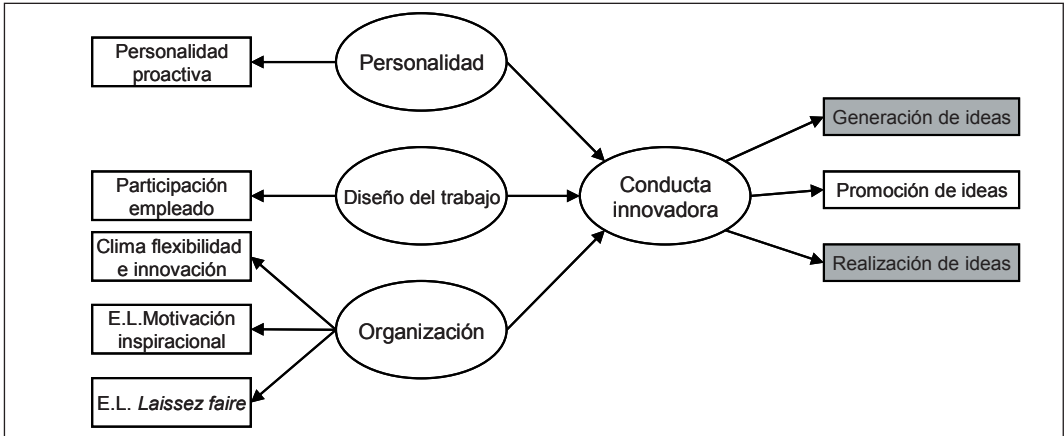 Personalidad
proactiva
Personalidad
Generación de ideas
Participación
empleado
Diseño del trabajo
Conducta
innovadora
Promoción de ideas
Clima flexibilidad
e innovación
Realización de ideas
E.L.Motivación
inspiracional
Organización
E.L. Laissez faire